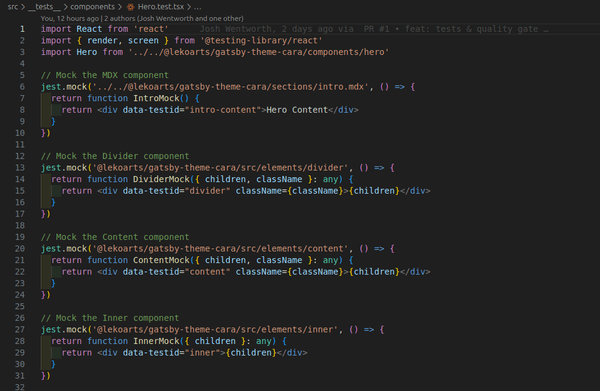 src > __tests__ > components > Hero.test.tsx > ...
You, 12 hours ago | 2 authors (Josh Wentworth and one other)
1 import React from 'react' Josh Wentworth, 2 days ago via PR #1 • feat: tests & quality gate …
2 import { render, screen } from '@testing-library/react'
3 import Hero from '../../@lekoarts/gatsby-theme-cara/components/hero'
4
5 // Mock the MDX component
6 jest.mock('../../@lekoarts/gatsby-theme-cara/sections/intro.mdx', () => {
7 return function IntroMock() {
8 return <div data-testid="intro-content">Hero Content</div>
9 }
10 })
11
12 // Mock the Divider component
13 jest.mock('@lekoarts/gatsby-theme-cara/src/elements/divider', () => {
14 return function DividerMock({ children, className }: any) {
15 return <div data-testid="divider" className={className}>{children}</div>
16 }
17 })
18
19 // Mock the Content component
20 jest.mock('@lekoarts/gatsby-theme-cara/src/elements/content', () => {
21 return function ContentMock({ children, className }: any) {
22 return <div data-testid="content" className={className}>{children}</div>
23 }
24 })
25
26 // Mock the Inner component
27 jest.mock('@lekoarts/gatsby-theme-cara/src/elements/inner', () => {
28 return function InnerMock({ children }: any) {
29 return <div data-testid="inner">{children}</div>
30 }
31 })
32